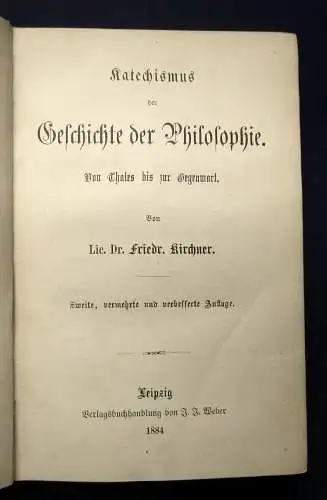 Katechismus
der
Geschichte der Philosophie.
Von Thales bis zur Gegenwart.
Von
Lic. Dr. Friedr. Kirchner.
Zweite, vermehrte und verbesserte Auflage.
Leipzig
Verlagsbuchhandlung von J. J. Weber
1884